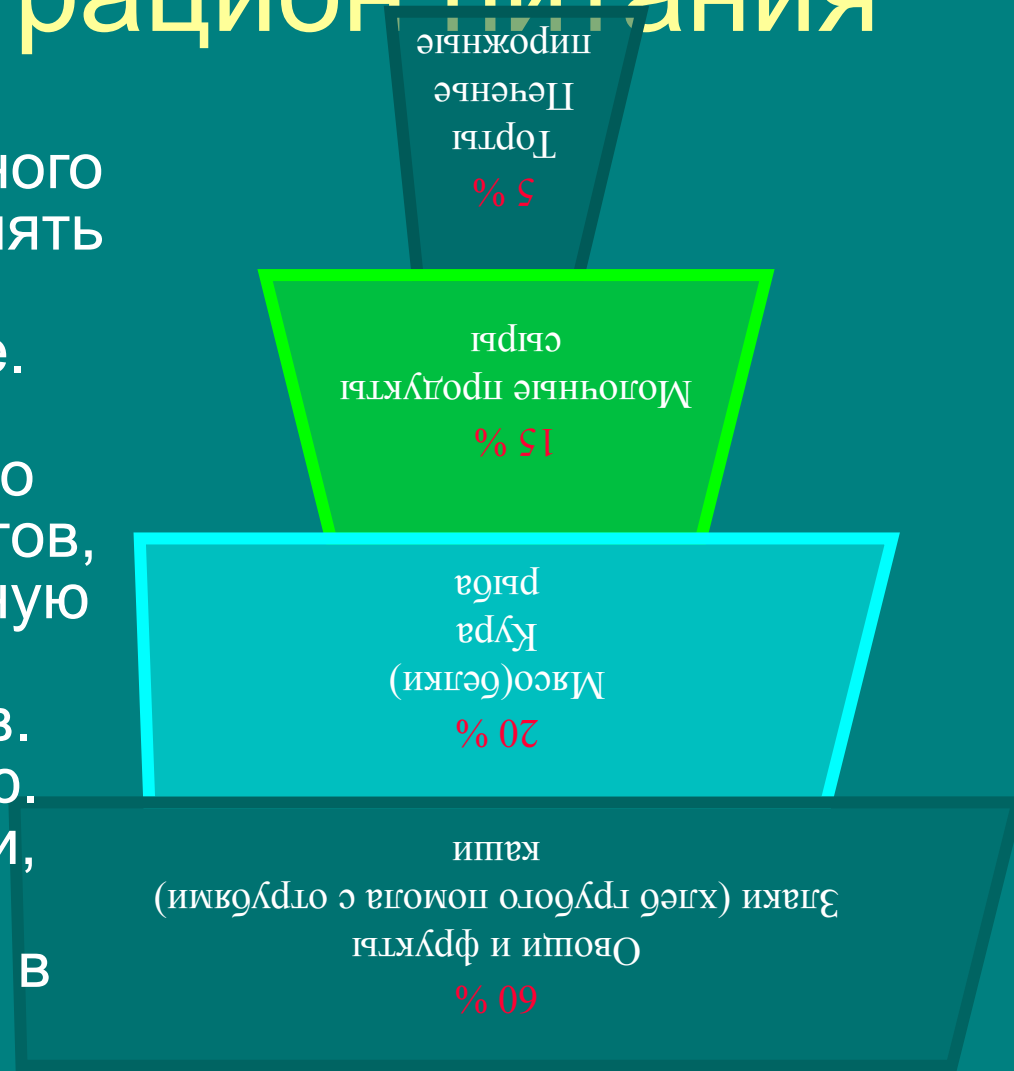 рацион питания
ного
ять
е.
о
тов,
ную
в.
о.
и,
в
5 %
Торты
Печенье
пирожные
15 %
Молочные продукты
сыры
20 %
Мясо(белки)
Кура
рыба
60 %
Овощи и фрукты
Злаки (хлеб грубого помола с отрубями)
каши